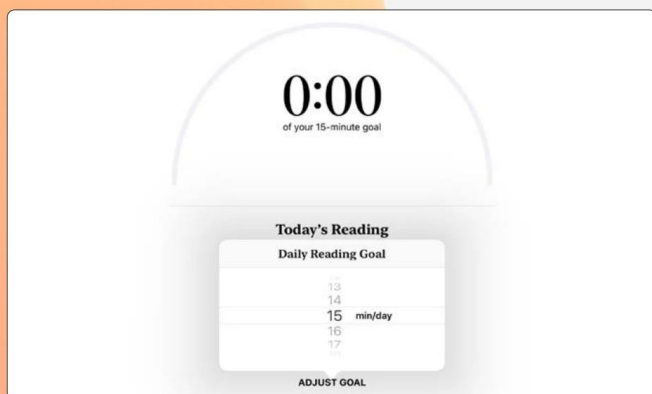 0:00
of your 15-minute goal
Today's Reading
Daily Reading Goal
13
14
15 min/day
16
17
ADJUST GOAL